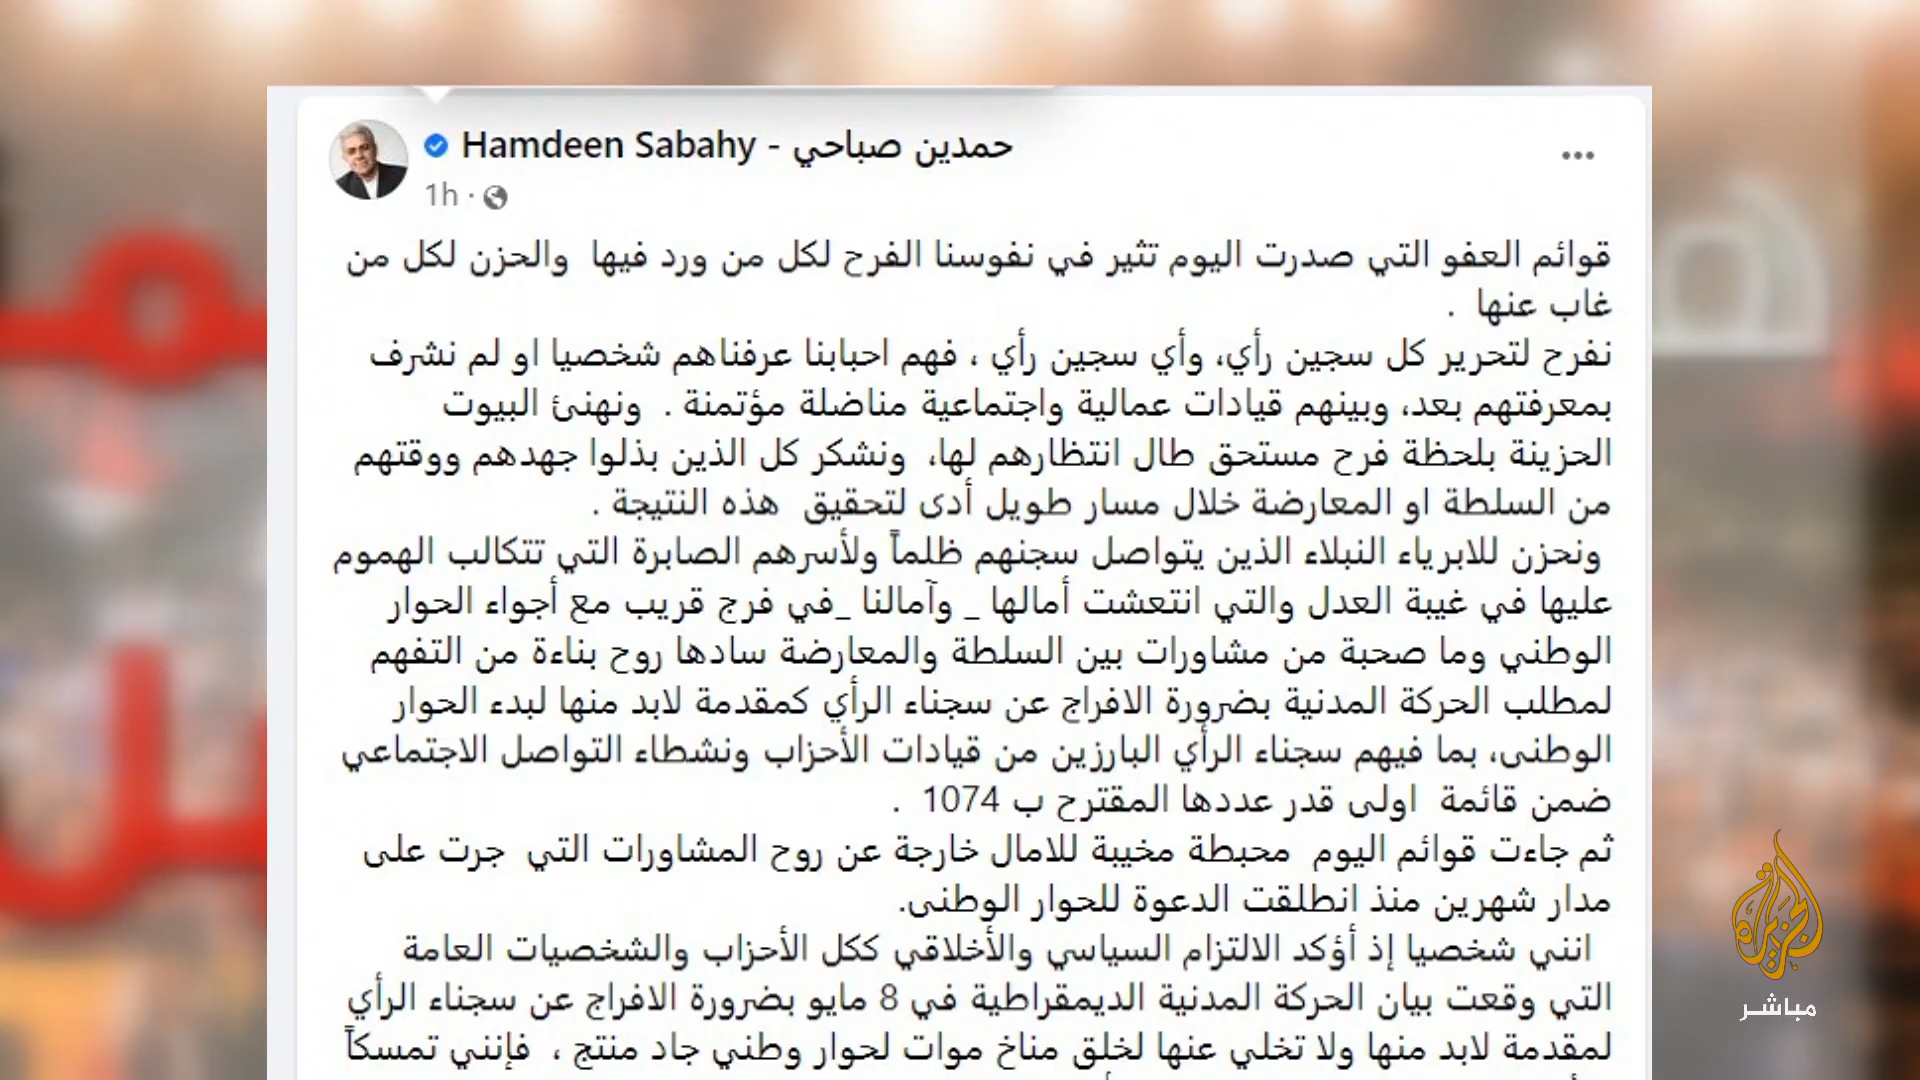 Hamdeen Sabahy - حمدين صباحي
1h ·
قوائم العفو التي صدرت اليوم تثير في نفوسنا الفرح لكل من ورد فيها والحزن لكل من
غاب عنها .
نفرح لتحرير كل سجين رأي، وأي سجين رأي ، فهم احبابنا عرفناهم شخصيا او لم نشرف
بمعرفتهم بعد، وبينهم قيادات عمالية واجتماعية مناضلة مؤتمنة . ونهنئ البيوت
الحزينة بلحظة فرح مستحق طال انتظارهم لها، ونشكر كل الذين بذلوا جهدهم ووقتهم
من السلطة او المعارضة خلال مسار طويل أدى لتحقيق هذه النتيجة .
ونحزن للابرياء النبلاء الذين يتواصل سجنهم ظلماً ولأسرهم الصابرة التي تتكالب الهموم
عليها في غيبة العدل والتي انتعشت أمالها _ وآمالنا _في فرج قريب مع أجواء الحوار
الوطني وما صحبة من مشاورات بين السلطة والمعارضة سادها روح بناءة من التفهم
لمطلب الحركة المدنية بضرورة الافراج عن سجناء الرأي كمقدمة لابد منها لبدء الحوار
الوطنى، بما فيهم سجناء الرأي البارزين من قيادات الأحزاب ونشطاء التواصل الاجتماعي
ضمن قائمة اولى قدر عددها المقترح ب 1074 .
ثم جاءت قوائم اليوم محبطة مخيبة للامال خارجة عن روح المشاورات التي جرت على
مدار شهرين منذ انطلقت الدعوة للحوار الوطنى.
انني شخصيا إذ أؤكد الالتزام السياسي والأخلاقي ككل الأحزاب والشخصيات العامة
التي وقعت بيان الحركة المدنية الديمقراطية في 8 مايو بضرورة الافراج عن سجناء الرأي
لمقدمة لابد منها ولا تخلي عنها لخلق مناخ موات لحوار وطني جاد منتج ، فإنني تمسكاً
الجزيرة
مباشر